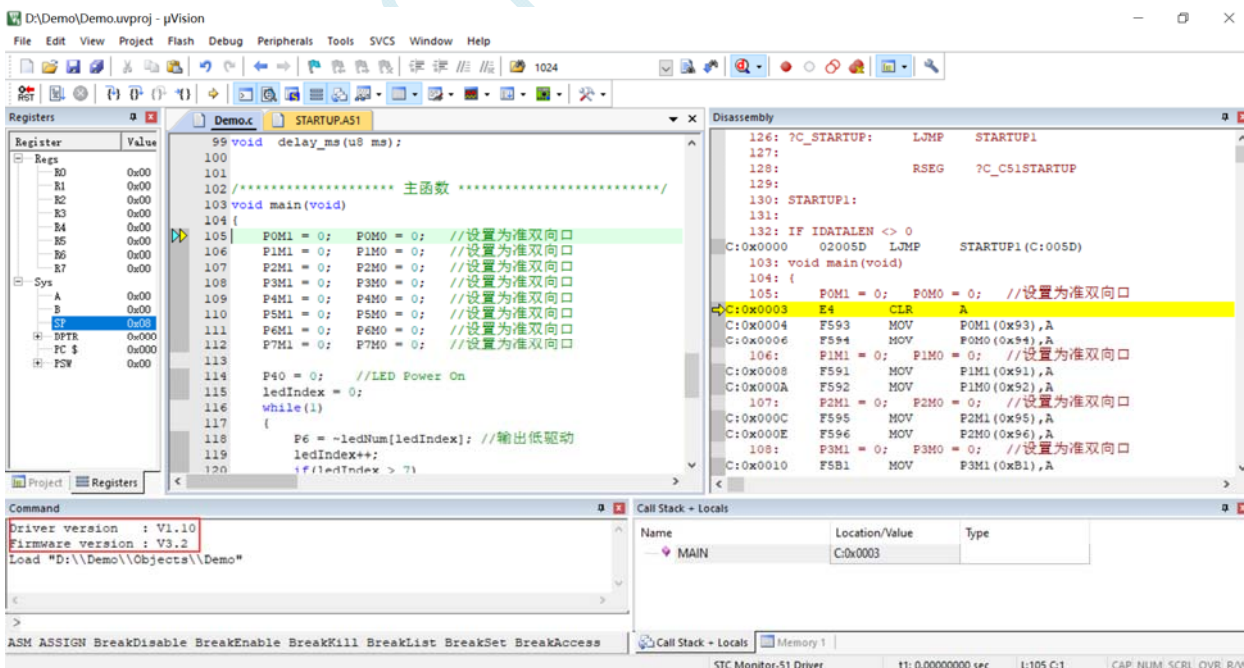 D:\Demo\Demo.uvproj - µVision
File Edit View Project Flash Debug Peripherals Tools SVCS Window Help
1024
RST
Registers
Register Value
Regs
R0 0x00
R1 0x00
R2 0x00
R3 0x00
R4 0x00
R5 0x00
R6 0x00
R7 0x00
Sys
A 0x00
B 0x00
SP 0x08
DPTR 0x000
PC $ 0x000
PSW 0x00
Project Registers
Demo.c STARTUP.A51
99 void delay_ms(u8 ms);
100
101
102 /******************** 主函数 **************************/
103 void main(void)
104 {
105 P0M1 = 0; P0M0 = 0; //设置为准双向口
106 P1M1 = 0; P1M0 = 0; //设置为准双向口
107 P2M1 = 0; P2M0 = 0; //设置为准双向口
108 P3M1 = 0; P3M0 = 0; //设置为准双向口
109 P4M1 = 0; P4M0 = 0; //设置为准双向口
110 P5M1 = 0; P5M0 = 0; //设置为准双向口
111 P6M1 = 0; P6M0 = 0; //设置为准双向口
112 P7M1 = 0; P7M0 = 0; //设置为准双向口
113
114 P40 = 0; //LED Power On
115 ledIndex = 0;
116 while(1)
117 {
118 P6 = ~ledNum[ledIndex]; //输出低驱动
119 ledIndex++;
120 if(ledIndex > 7)
Disassembly
126: ?C_STARTUP: LJMP STARTUP1
127:
128: RSEG ?C_C51STARTUP
129:
130: STARTUP1:
131:
132: IF IDATALEN <> 0
C:0x0000 02005D LJMP STARTUP1(C:005D)
103: void main(void)
104: {
105: P0M1 = 0; P0M0 = 0; //设置为准双向口
C:0x0003 E4 CLR A
C:0x0004 F593 MOV P0M1(0x93),A
C:0x0006 F594 MOV P0M0(0x94),A
106: P1M1 = 0; P1M0 = 0; //设置为准双向口
C:0x0008 F591 MOV P1M1(0x91),A
C:0x000A F592 MOV P1M0(0x92),A
107: P2M1 = 0; P2M0 = 0; //设置为准双向口
C:0x000C F595 MOV P2M1(0x95),A
C:0x000E F596 MOV P2M0(0x96),A
108: P3M1 = 0; P3M0 = 0; //设置为准双向口
C:0x0010 F5B1 MOV P3M1(0xB1),A
Command
Driver version : V1.10
Firmware version : V3.2
Load "D:\\Demo\\Objects\\Demo"
>
ASM ASSIGN BreakDisable BreakEnable BreakKill BreakList BreakSet BreakAccess
Call Stack + Locals
Name Location/Value Type
MAIN C:0x0003
Call Stack + Locals Memory 1
STC Monitor-51 Driver t1: 0.00000000 sec L:105 C:1 CAP NUM SCRL OVR R/W